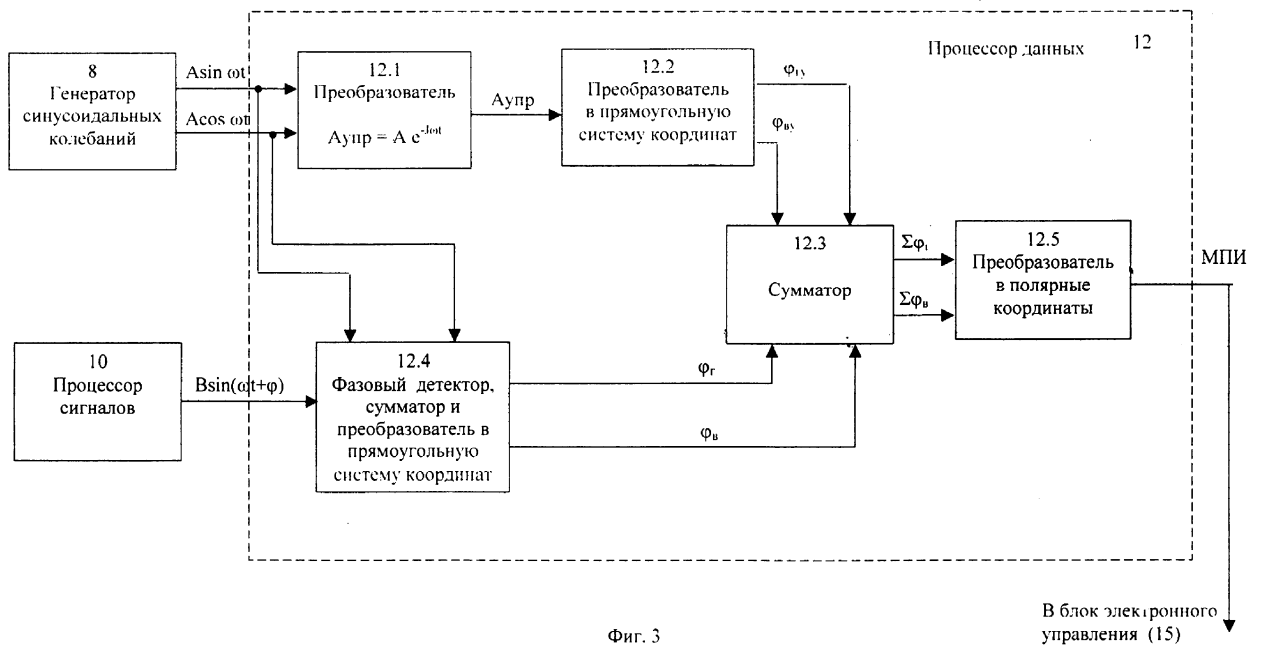 Процессор данных 12
8
Генератор
синусоидальных
колебаний
Asin ωt
Acos ωt
12.1
Преобразователь
Aупр = A e^-Jωt
Aупр
12.2
Преобразователь
в прямоугольную
систему координат
φгу
φву
12.3
Сумматор
Σφг
Σφв
12.5
Преобразователь
в полярные
координаты
МПИ
10
Процессор
сигналов
Bsin(ωt+φ)
12.4
Фазовый детектор,
сумматор и
преобразователь в
прямоугольную
систему координат
φг
φв
В блок электронного
управления (15)
Фиг. 3